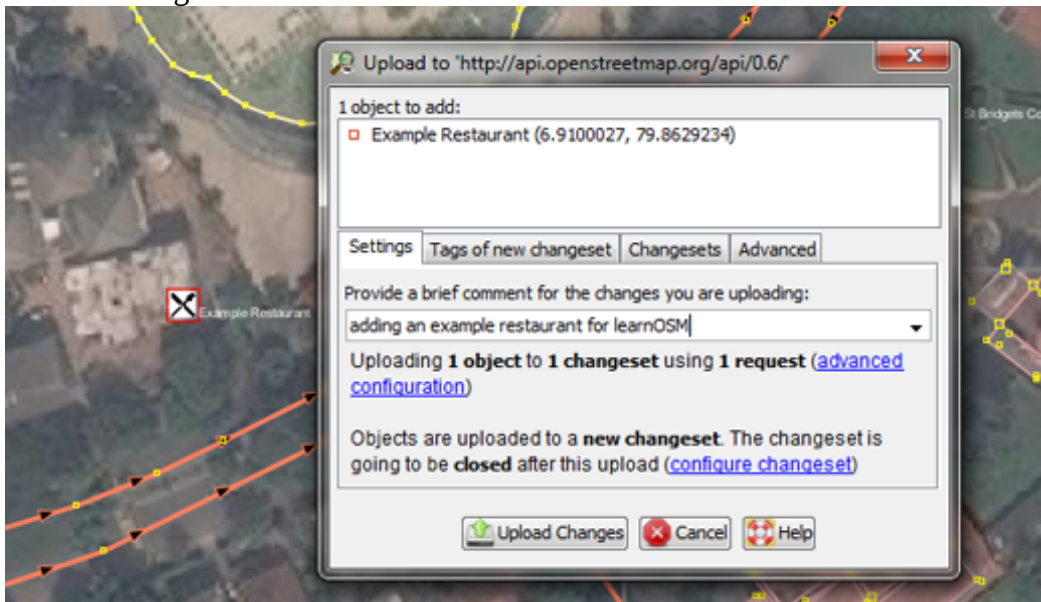 Upload to 'http://api.openstreetmap.org/api/0.6/'
1 object to add:
Example Restaurant (6.9100027, 79.8629234)
St Bridgets Co
Settings Tags of new changeset Changesets Advanced
Provide a brief comment for the changes you are uploading:
Example Restaurant
adding an example restaurant for learnOSM
Uploading 1 object to 1 changeset using 1 request (advanced
configuration)
Objects are uploaded to a new changeset. The changeset is
going to be closed after this upload (configure changeset)
Upload Changes Cancel Help